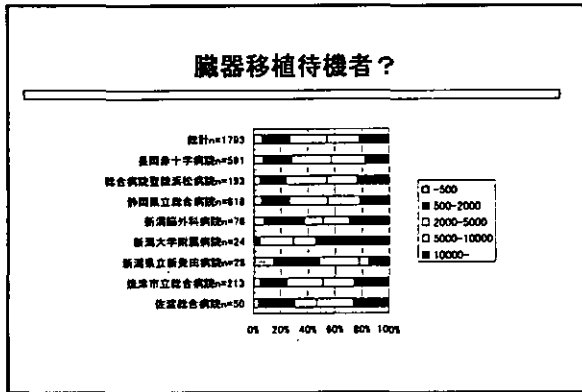 臓器移植待機者？
総計n=1793
長岡赤十字病院n=591
総合病院聖隷浜松病院n=193
静岡県立総合病院n=618
新潟脳外科病院n=76
新潟大学附属病院n=24
新潟県立新発田病院n=28
焼津市立総合病院n=213
佐渡総合病院n=50
0% 20% 40% 60% 80% 100%
-500
500-2000
2000-5000
5000-10000
10000-